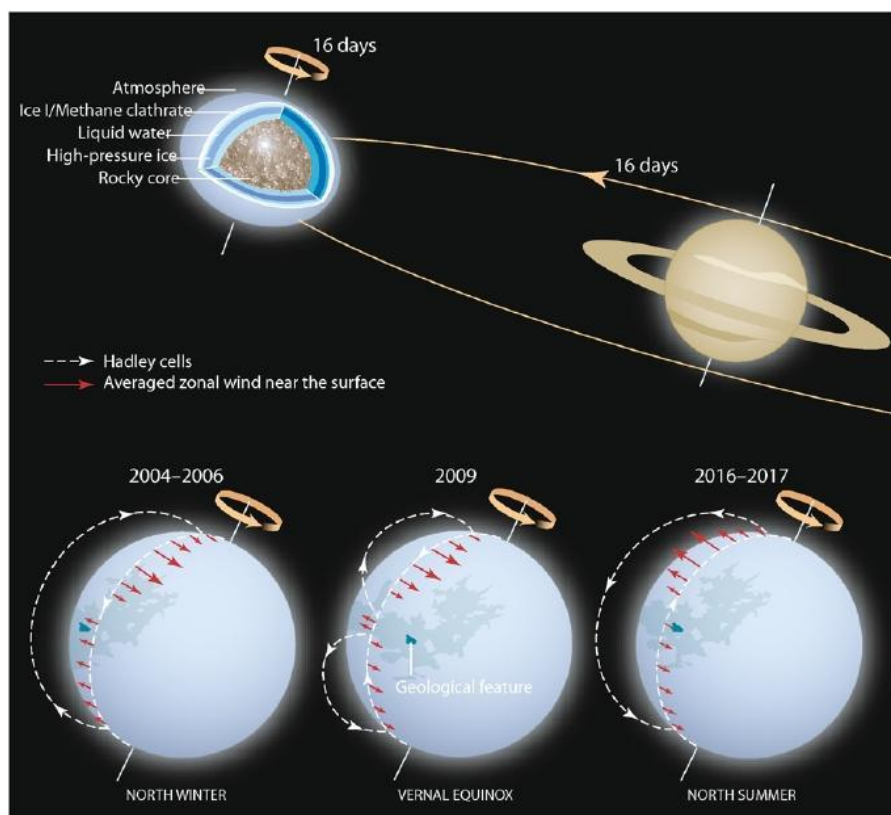 16 days
Atmosphere
Ice I/Methane clathrate
Liquid water
High-pressure ice
Rocky core
16 days
Hadley cells
Averaged zonal wind near the surface
2004–2006
2009
2016–2017
Geological feature
NORTH WINTER
VERNAL EQUINOX
NORTH SUMMER